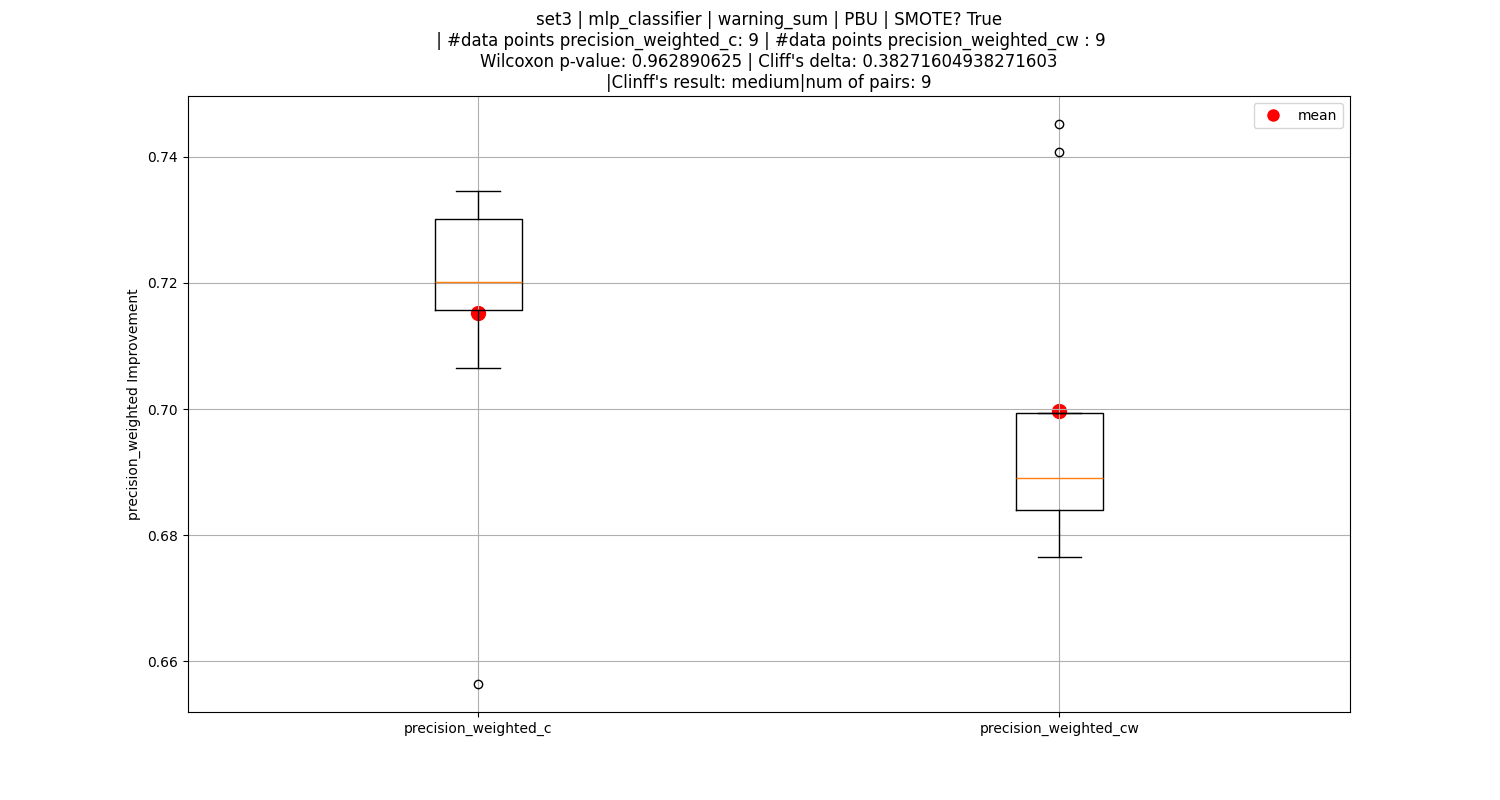 set3 | mlp_classifier | warning_sum | PBU | SMOTE? True
| #data points precision_weighted_c: 9 | #data points precision_weighted_cw : 9
Wilcoxon p-value: 0.962890625 | Cliff's delta: 0.38271604938271603
|Clinff's result: medium|num of pairs: 9
mean
0.74
0.72
0.70
0.68
0.66
precision_weighted Improvement
precision_weighted_c
precision_weighted_cw